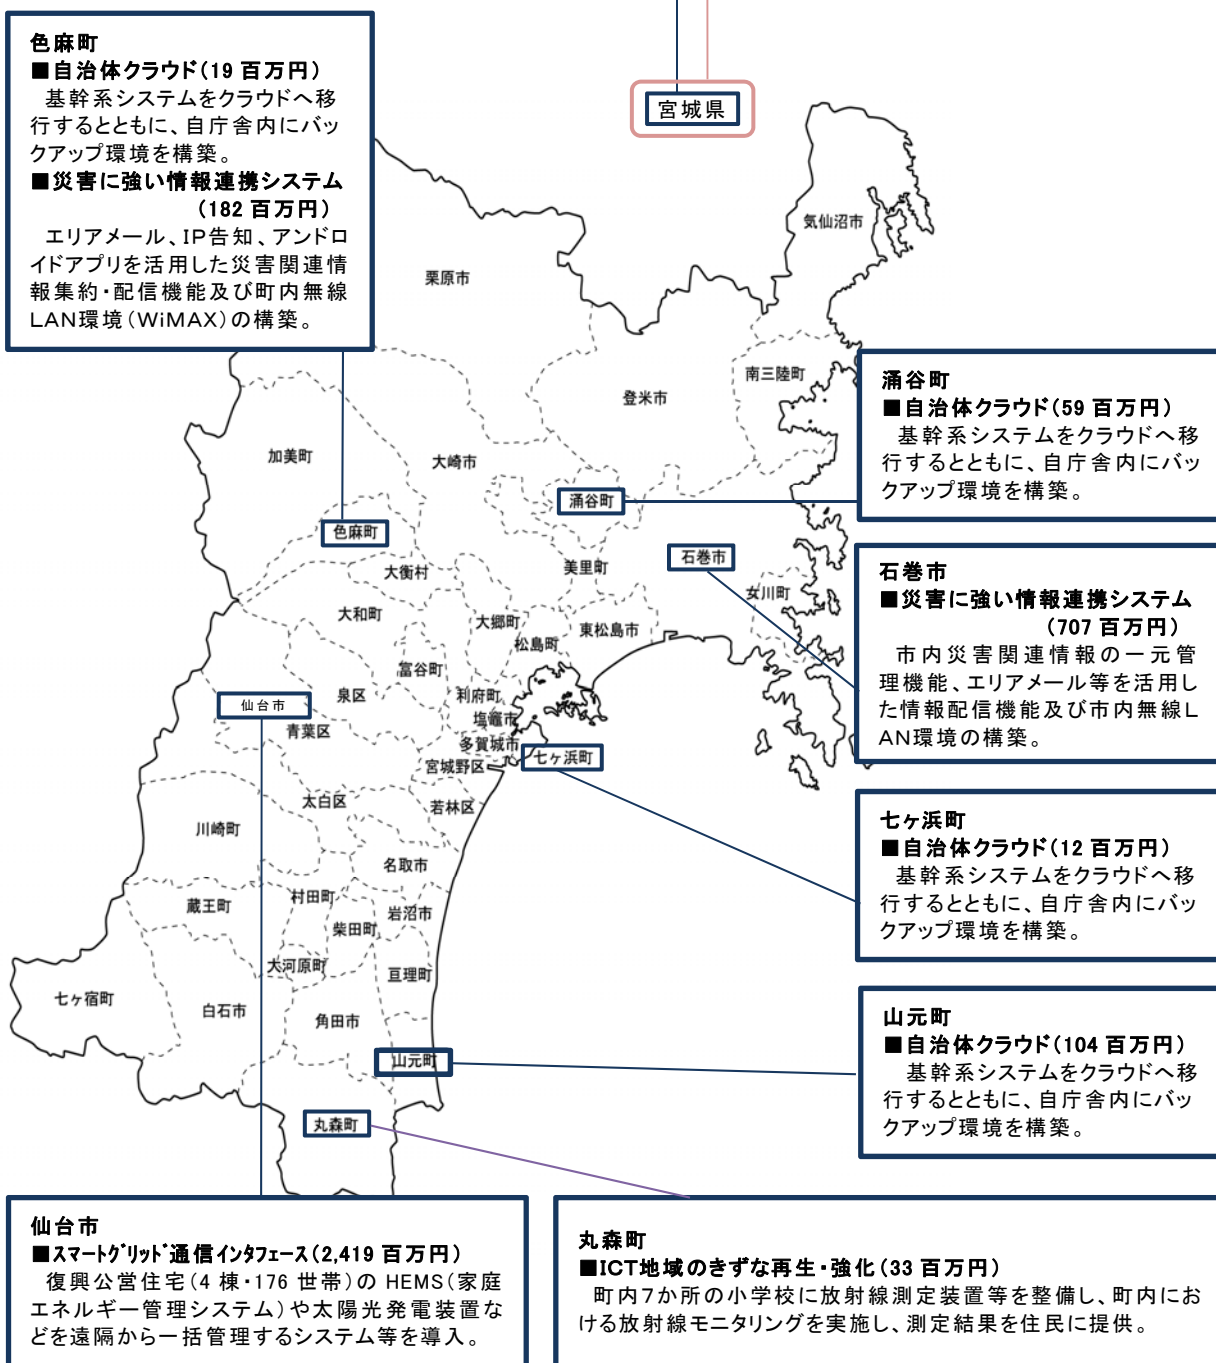 色麻町
■自治体クラウド(19 百万円)
基幹系システムをクラウドへ移
行するとともに、自庁舎内にバッ
クアップ環境を構築。
■災害に強い情報連携システム
(182 百万円)
エリアメール、IP告知、アンドロ
イドアプリを活用した災害関連情
報集約・配信機能及び町内無線
LAN環境(WiMAX)の構築。
宮城県
気仙沼市
栗原市
南三陸町
登米市
加美町
大崎市
涌谷町
色麻町
石巻市
大衡村
美里町
女川町
大和町
大郷町
東松島市
松島町
富谷町
泉区
利府町
仙台市
塩竈市
青葉区
多賀城市
七ヶ浜町
宮城野区
太白区
若林区
川崎町
名取市
村田町
蔵王町
岩沼市
柴田町
大河原町
亘理町
七ヶ宿町
白石市
角田市
山元町
丸森町
涌谷町
■自治体クラウド(59 百万円)
基幹系システムをクラウドへ移
行するとともに、自庁舎内にバッ
クアップ環境を構築。
石巻市
■災害に強い情報連携システム
(707 百万円)
市内災害関連情報の一元管
理機能、エリアメール等を活用し
た情報配信機能及び市内無線L
AN環境の構築。
七ヶ浜町
■自治体クラウド(12 百万円)
基幹系システムをクラウドへ移
行するとともに、自庁舎内にバッ
クアップ環境を構築。
山元町
■自治体クラウド(104 百万円)
基幹系システムをクラウドへ移
行するとともに、自庁舎内にバッ
クアップ環境を構築。
仙台市
■スマートグリッド通信インタフェース(2,419 百万円)
復興公営住宅(4 棟・176 世帯)の HEMS(家庭
エネルギー管理システム)や太陽光発電装置な
どを遠隔から一括管理するシステム等を導入。
丸森町
■ICT地域のきずな再生・強化(33 百万円)
町内7か所の小学校に放射線測定装置等を整備し、町内にお
ける放射線モニタリングを実施し、測定結果を住民に提供。